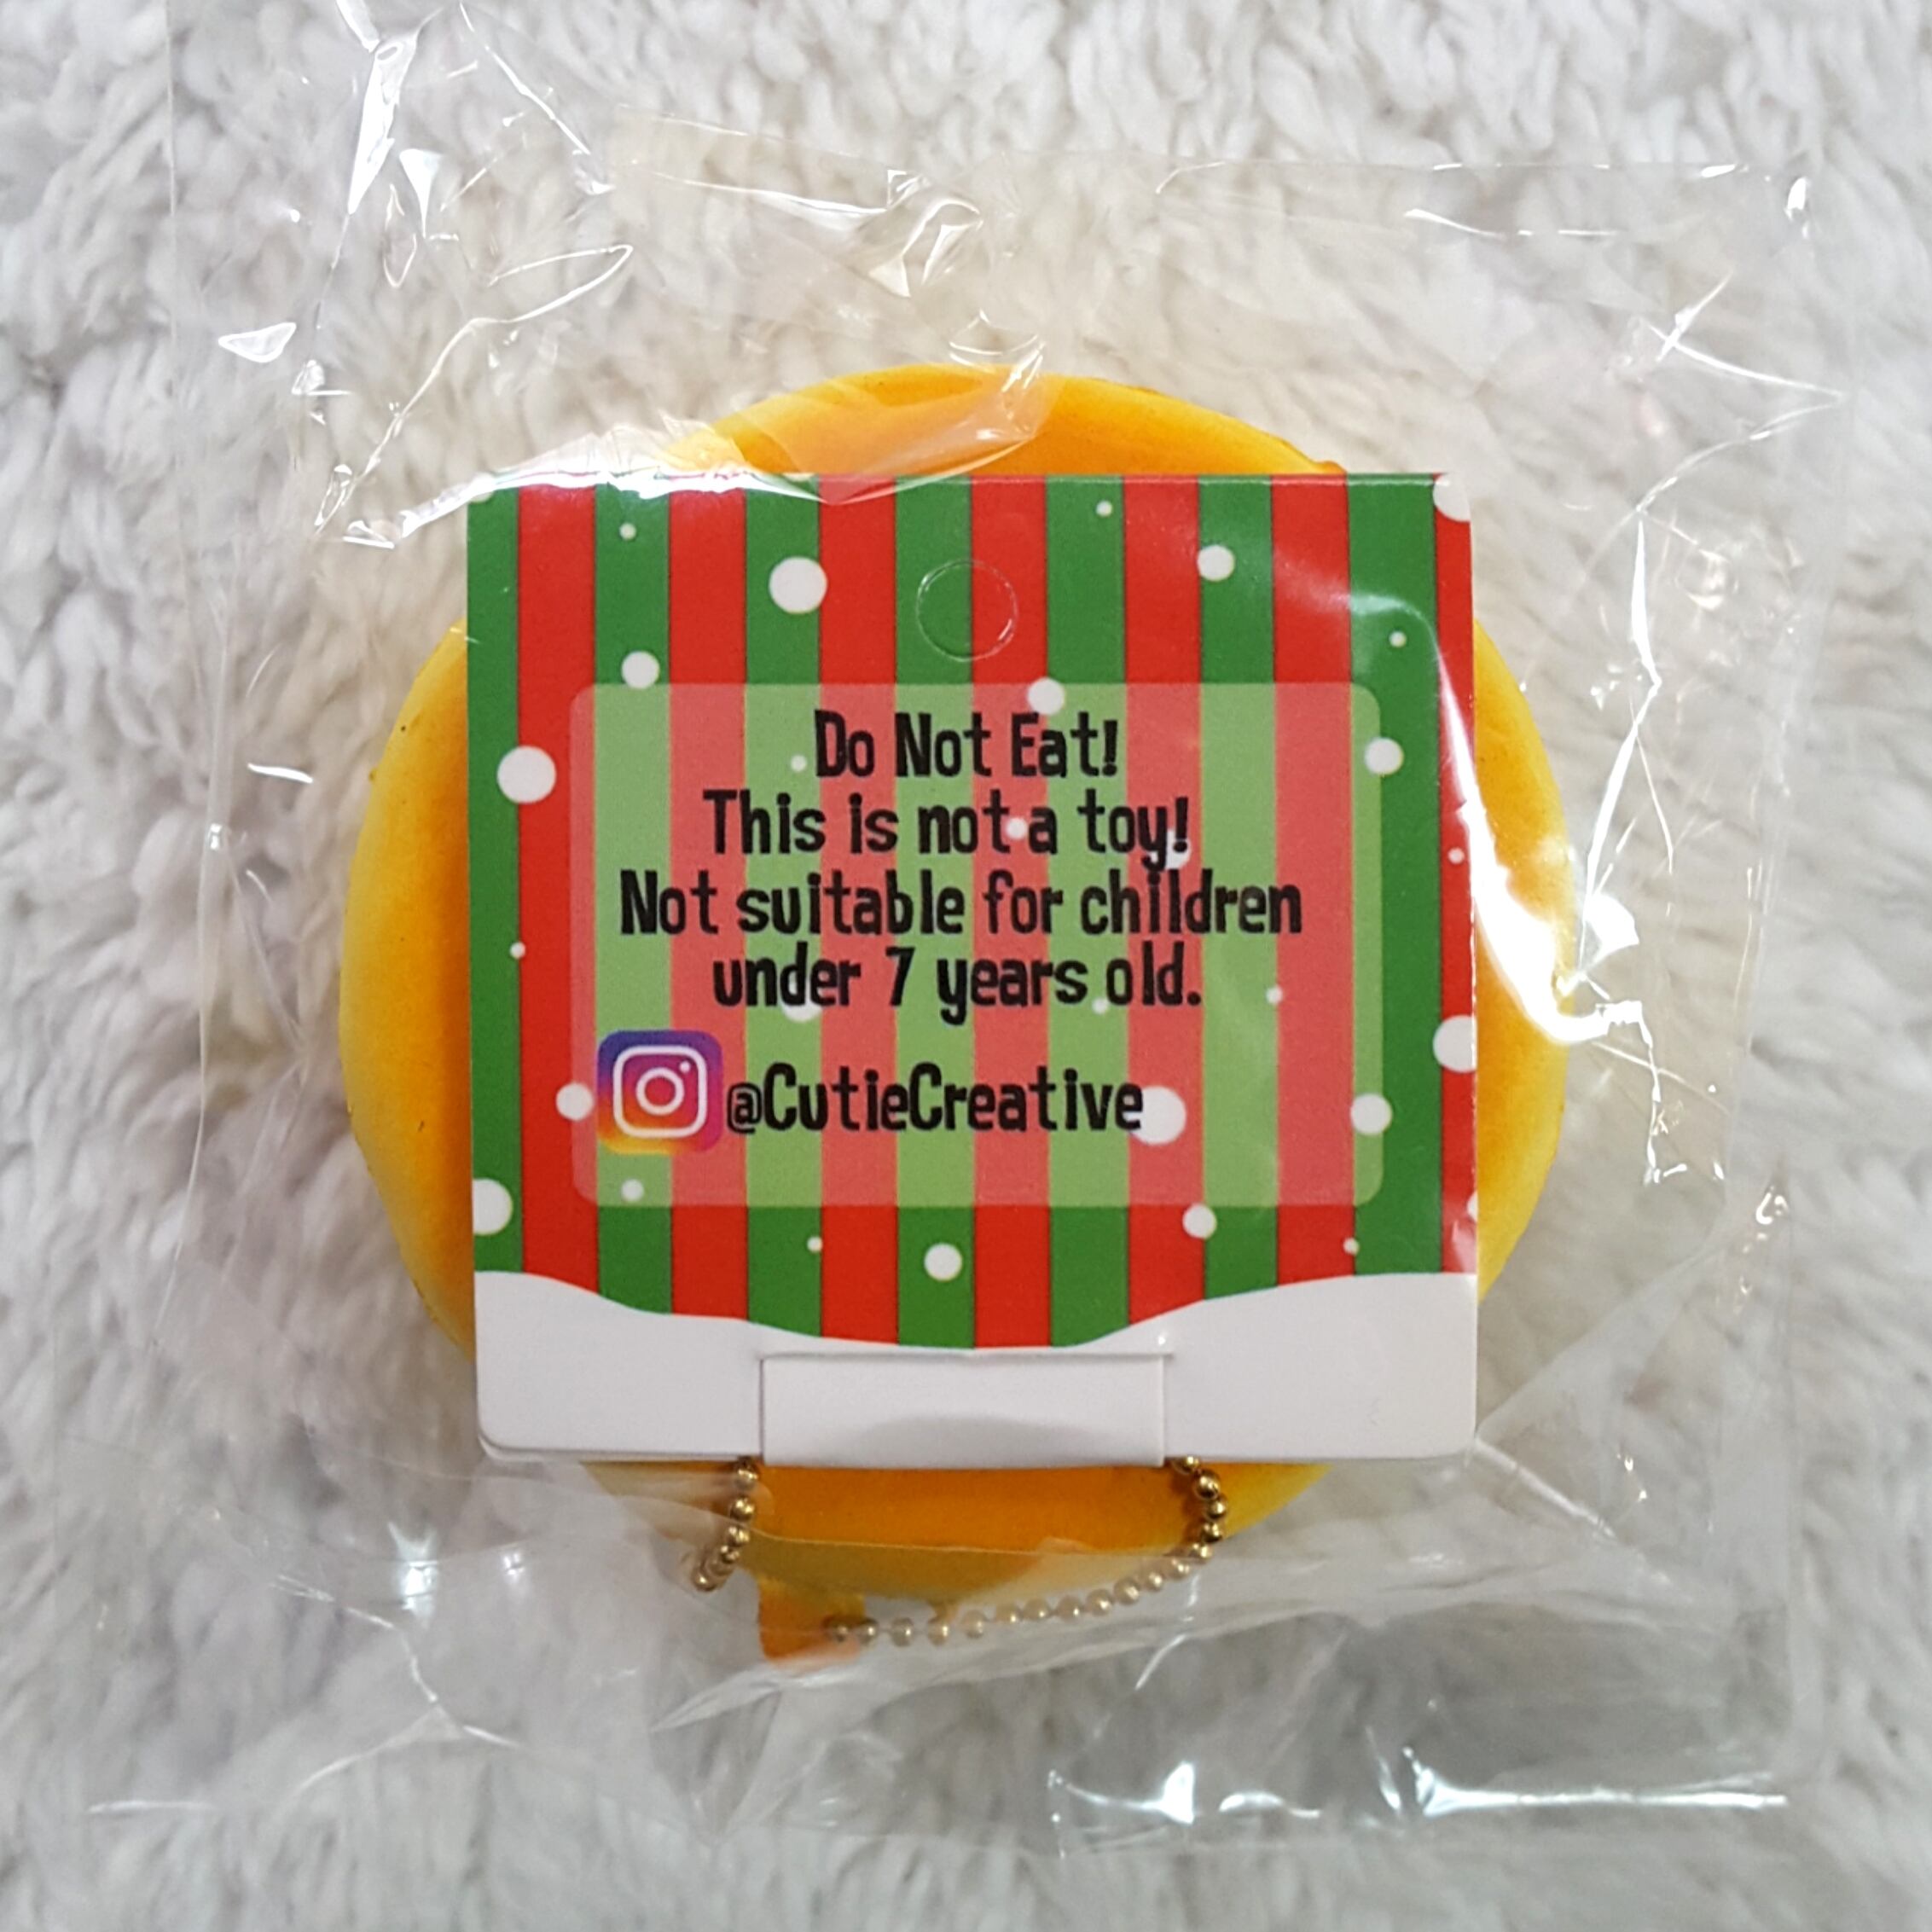 Do Not Eat!
This is not a toy!
Not suitable for children
under 7 years old.
@CutieCreative